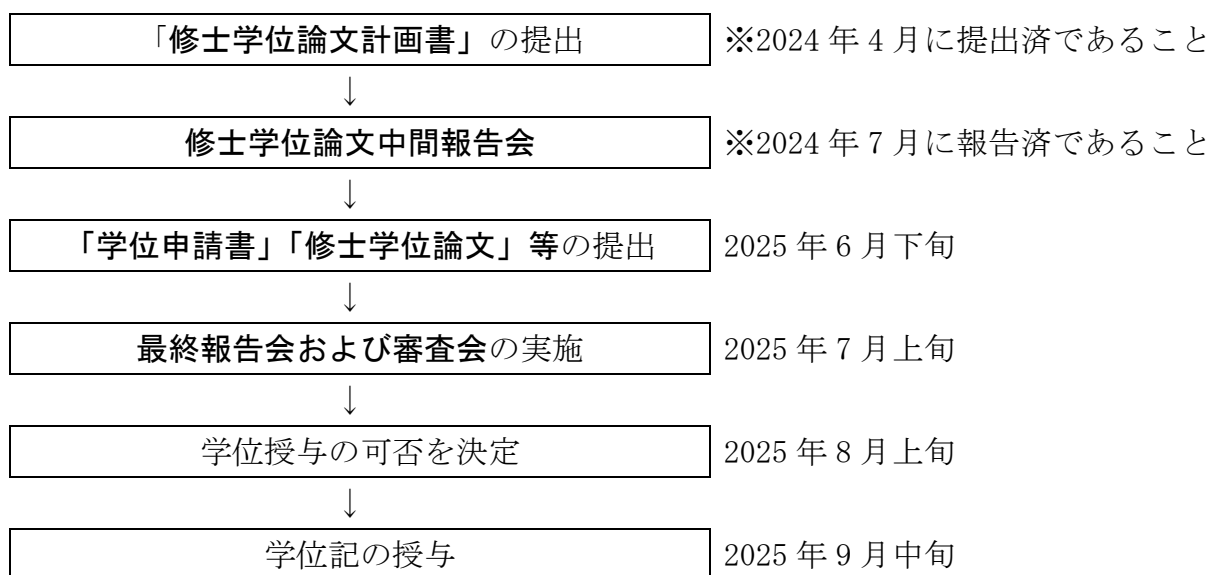 「修士学位論文計画書」の提出 ※2024年4月に提出済であること
↓
修士学位論文中間報告会 ※2024年7月に報告済であること
↓
「学位申請書」「修士学位論文」等の提出 2025年6月下旬
↓
最終報告会および審査会の実施 2025年7月上旬
↓
学位授与の可否を決定 2025年8月上旬
↓
学位記の授与 2025年9月中旬